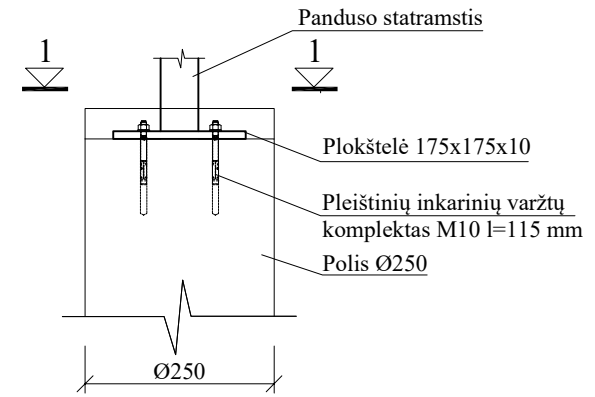 Panduso statramstis
1
1
Plokštelė 175x175x10
Pleištinių inkarinių varžtų
komplektas M10 l=115 mm
Polis Ø250
Ø250